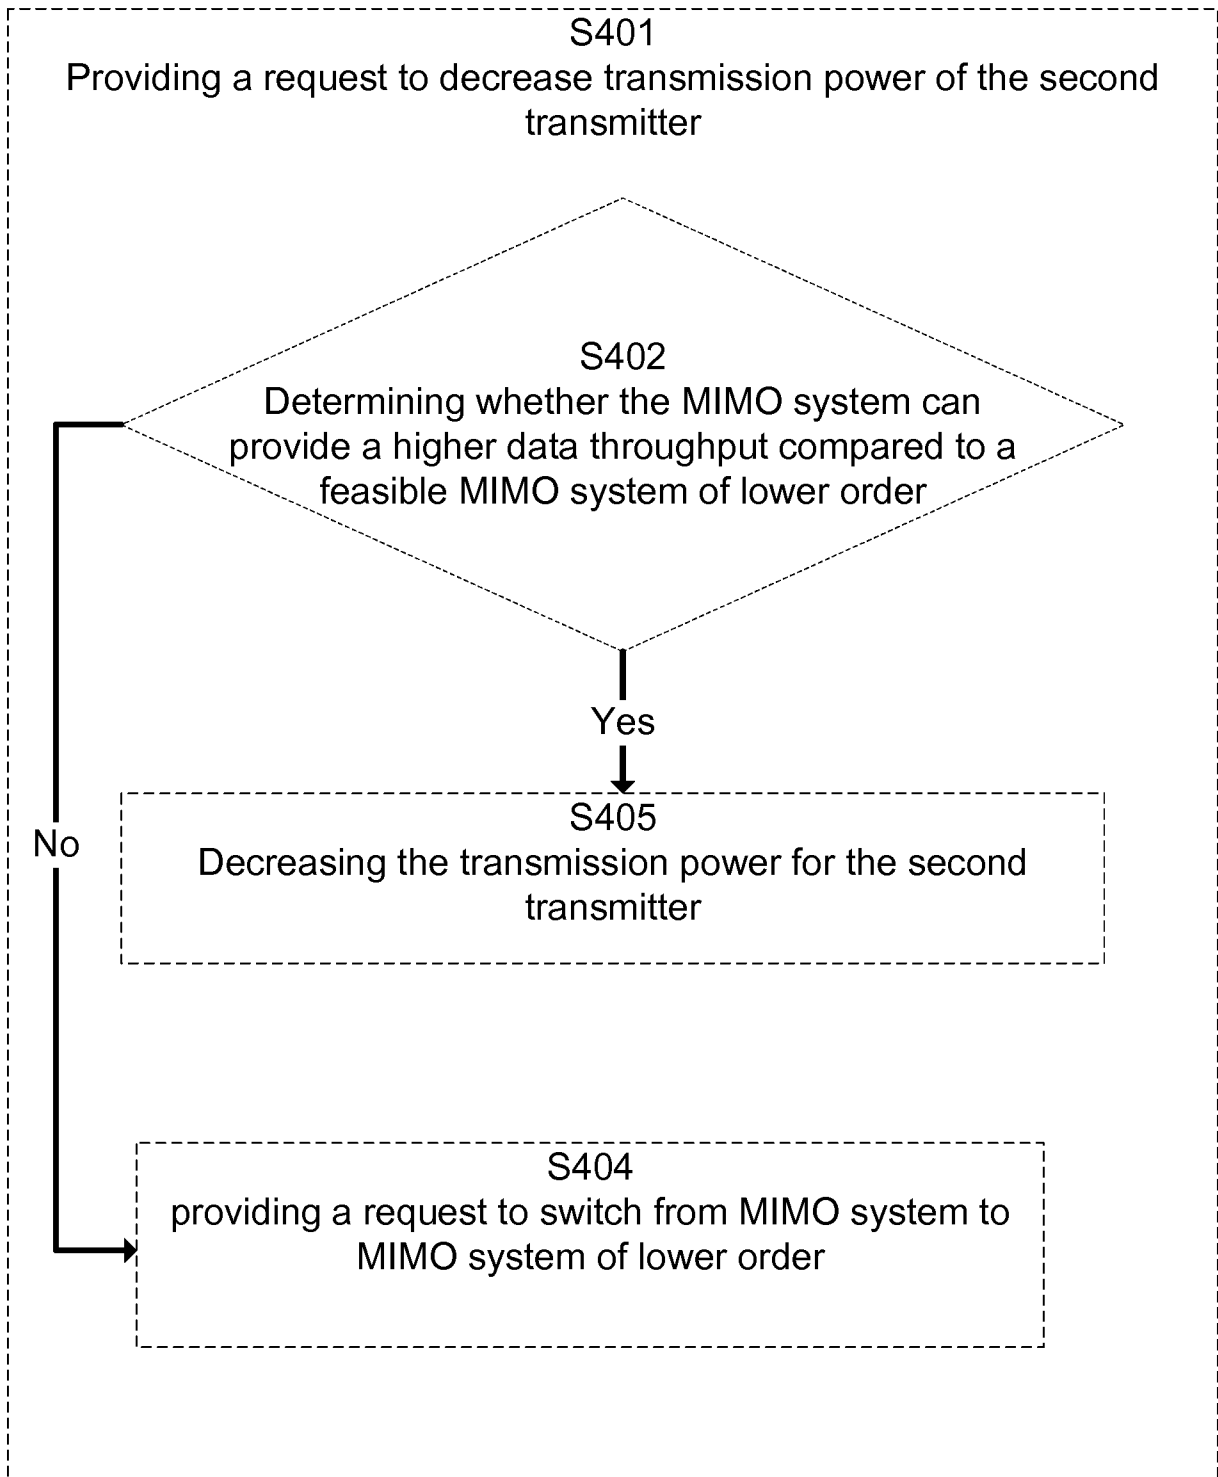 S401
Providing a request to decrease transmission power of the second
transmitter
S402
Determining whether the MIMO system can
provide a higher data throughput compared to a
feasible MIMO system of lower order
Yes
S405
Decreasing the transmission power for the second
transmitter
No
S404
providing a request to switch from MIMO system to
MIMO system of lower order